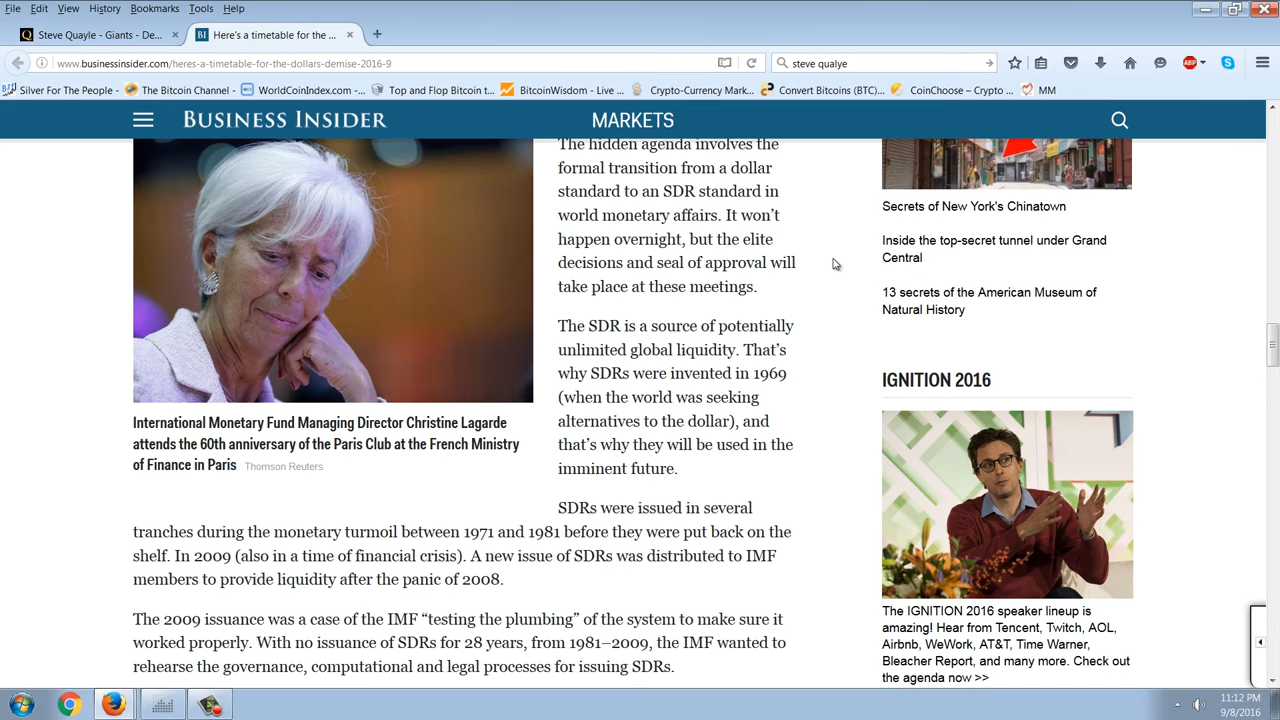 File Edit View History Bookmarks Tools Help
Steve Quayle - Giants - De... × Here's a timetable for the ... × +
www.businessinsider.com/heres-a-timetable-for-the-dollars-demise-2016-9 steve qualye
Silver For The People - The Bitcoin Channel - WorldCoinIndex.com -... Top and Flop Bitcoin t... BitcoinWisdom - Live ... Crypto-Currency Mark... Convert Bitcoins (BTC)... CoinChoose – Crypto ... MM
BUSINESS INSIDER
MARKETS
The hidden agenda involves the
formal transition from a dollar
standard to an SDR standard in
world monetary affairs. It won't
happen overnight, but the elite
decisions and seal of approval will
take place at these meetings.
The SDR is a source of potentially
unlimited global liquidity. That's
why SDRs were invented in 1969
(when the world was seeking
alternatives to the dollar), and
that's why they will be used in the
imminent future.
International Monetary Fund Managing Director Christine Lagarde
attends the 60th anniversary of the Paris Club at the French Ministry
of Finance in Paris Thomson Reuters
SDRs were issued in several
tranches during the monetary turmoil between 1971 and 1981 before they were put back on the
shelf. In 2009 (also in a time of financial crisis). A new issue of SDRs was distributed to IMF
members to provide liquidity after the panic of 2008.
The 2009 issuance was a case of the IMF “testing the plumbing” of the system to make sure it
worked properly. With no issuance of SDRs for 28 years, from 1981–2009, the IMF wanted to
rehearse the governance, computational and legal processes for issuing SDRs.
Secrets of New York's Chinatown
Inside the top-secret tunnel under Grand
Central
13 secrets of the American Museum of
Natural History
IGNITION 2016
The IGNITION 2016 speaker lineup is
amazing! Hear from Tencent, Twitch, AOL,
Airbnb, WeWork, AT&T, Time Warner,
Bleacher Report, and many more. Check out
the agenda now >>
11:12 PM
9/8/2016